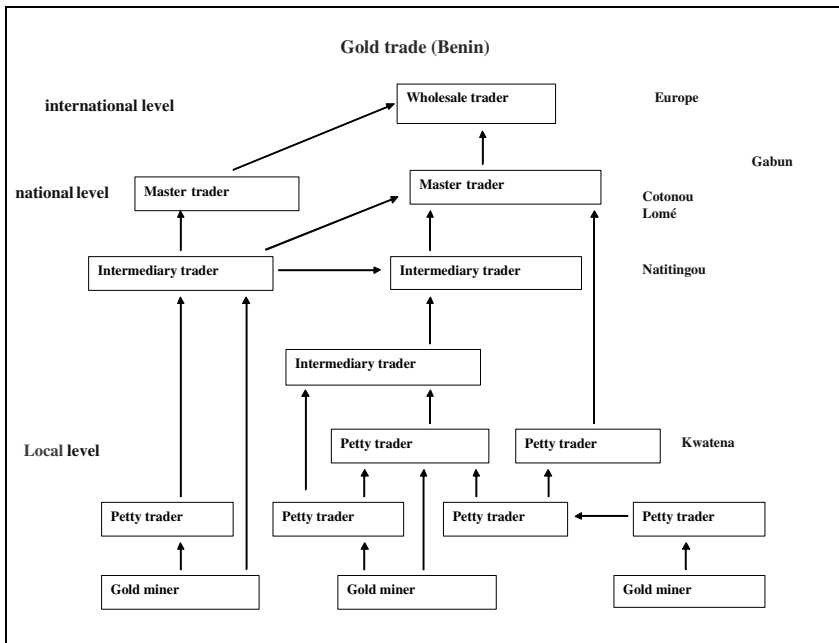 Gold trade (Benin)
international level
Wholesale trader
Europe
Gabun
national level
Master trader
Master trader
Cotonou
Lomé
Intermediary trader
Intermediary trader
Natitingou
Intermediary trader
Local level
Petty trader
Petty trader
Kwatena
Petty trader
Petty trader
Petty trader
Petty trader
Gold miner
Gold miner
Gold miner